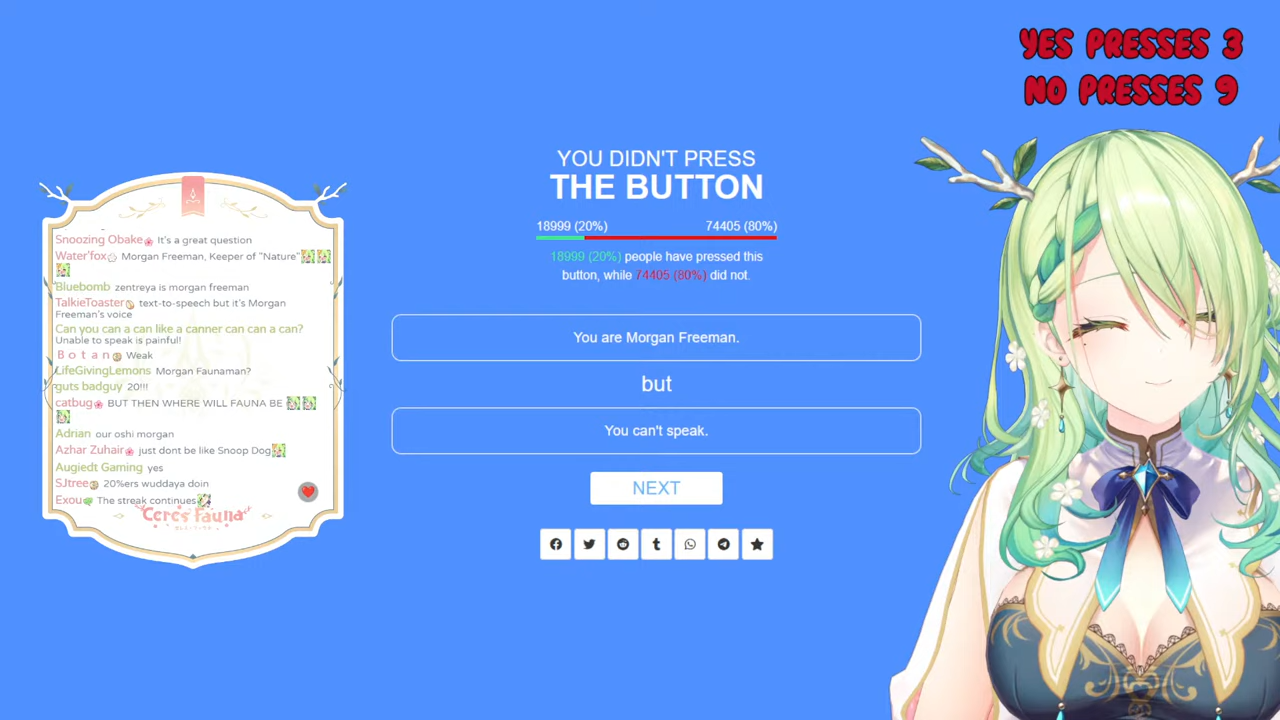 YES PRESSES 3
NO PRESSES 9
Snoozing Obake It's a great question
Water'fox Morgan Freeman, Keeper of "Nature"
Bluebomb zentreya is morgan freeman
TalkieToaster text-to-speech but it's Morgan
Freeman's voice
Can you can a can like a canner can can a can?
Unable to speak is painful!
B o t a n Weak
LifeGivingLemons Morgan Faunaman?
guts badguy 20!!!
catbug BUT THEN WHERE WILL FAUNA BE
Adrian our oshi morgan
Azhar Zuhair just dont be like Snoop Dog
Augiedt Gaming yes
SJtree 20%ers wuddaya doin
Exou The streak continues
Ceres Fauna
YOU DIDN'T PRESS
THE BUTTON
18999 (20%) 74405 (80%)
18999 (20%) people have pressed this
button, while 74405 (80%) did not.
You are Morgan Freeman.
but
You can't speak.
NEXT